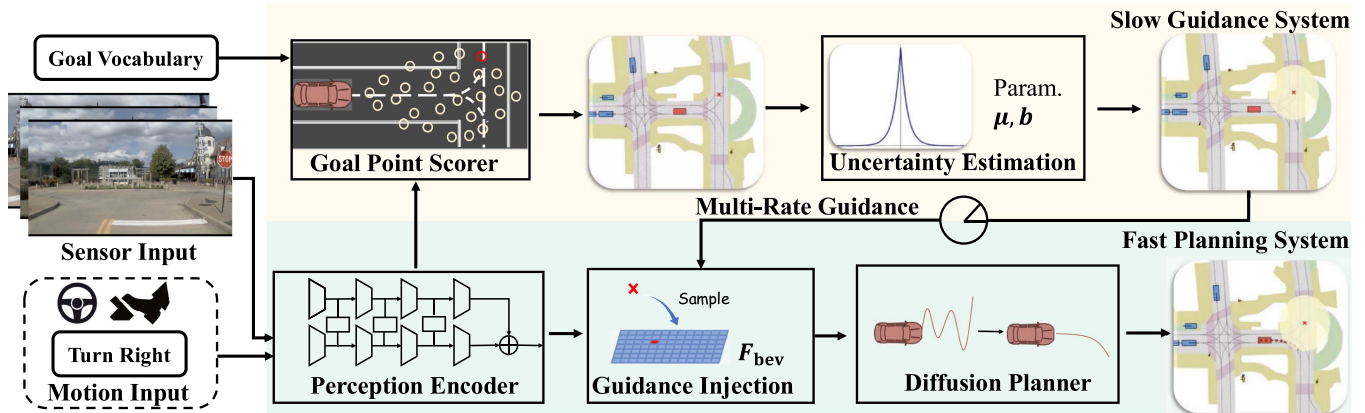 Slow Guidance System
Goal Vocabulary
Goal Point Scorer
Param.
μ, b
Uncertainty Estimation
STOP
Sensor Input
Multi-Rate Guidance
Fast Planning System
Turn Right
Motion Input
Perception Encoder
Sample
F_bev
Guidance Injection
Diffusion Planner